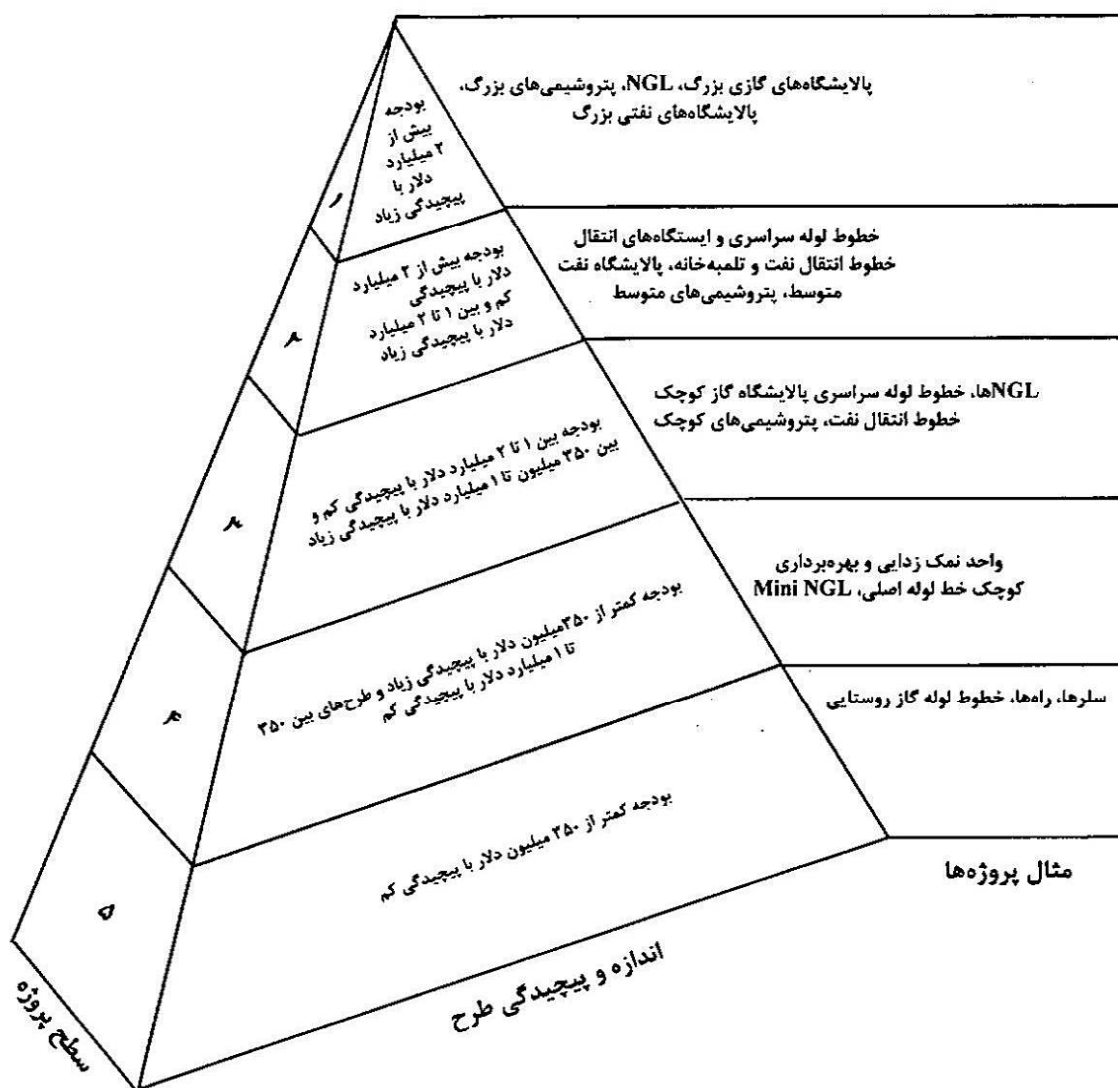 پالایشگاه‌های گازی بزرگ، NGL، پتروشیمی‌های بزرگ،
پالایشگاه‌های نفتی بزرگ
بودجه
بیش از
۲ میلیارد
دلار با
پیچیدگی زیاد
۱
خطوط لوله سراسری و ایستگاه‌های انتقال
خطوط انتقال نفت و تلمبه‌خانه، پالایشگاه نفت
متوسط، پتروشیمی‌های متوسط
بودجه بیش از ۲ میلیارد
دلار با پیچیدگی
کم و بین ۱ تا ۲ میلیارد
دلار با پیچیدگی زیاد
۲
NGLها، خطوط لوله سراسری پالایشگاه گاز کوچک
خطوط انتقال نفت، پتروشیمی‌های کوچک
بودجه بین ۱ تا ۲ میلیارد دلار با پیچیدگی کم و
بین ۳۵۰ میلیون تا ۱ میلیارد دلار با پیچیدگی زیاد
۳
واحد نمک زدایی و بهره‌برداری
کوچک خط لوله اصلی، Mini NGL
بودجه کمتر از ۳۵۰میلیون دلار با پیچیدگی زیاد و طرح‌های بین ۳۵۰
تا ۱ میلیارد دلار با پیچیدگی کم
۴
سلرها، راه‌ها، خطوط لوله گاز روستایی
بودجه کمتر از ۳۵۰ میلیون دلار با پیچیدگی کم
۵
مثال پروژه‌ها
اندازه و پیچیدگی طرح
سطح پروژه